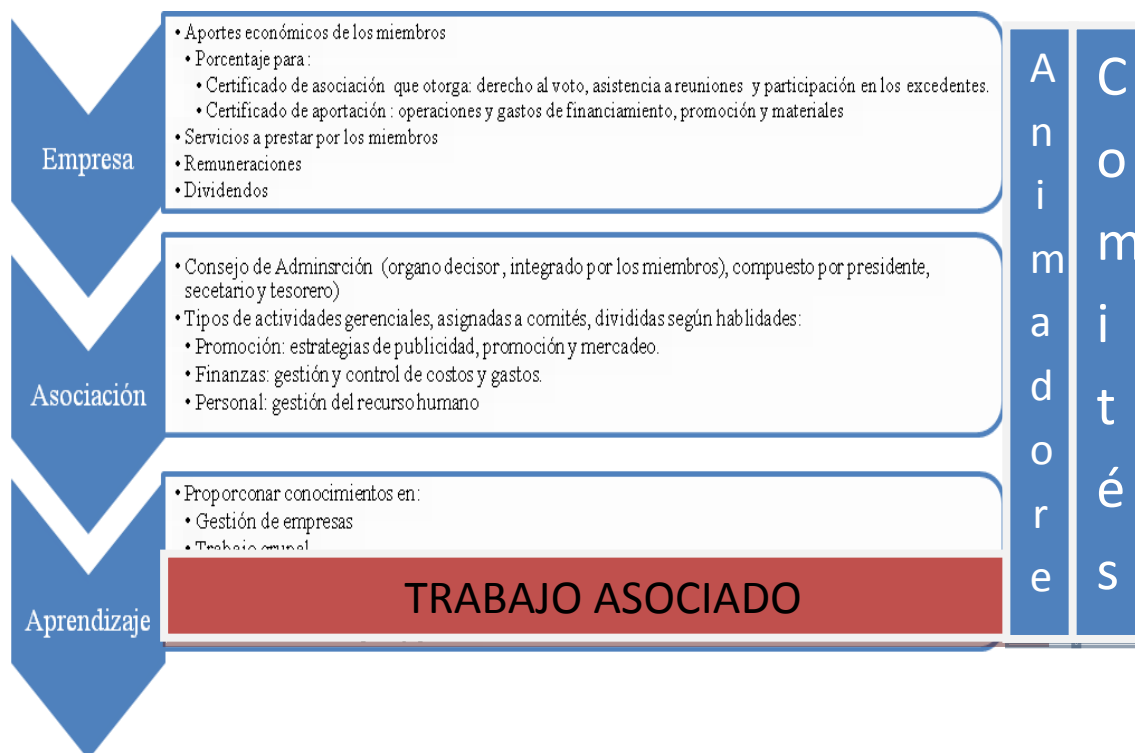 Empresa
• Aportes económicos de los miembros
• Porcentaje para :
• Certificado de asociación que otorga: derecho al voto, asistencia a reuniones y participación en los excedentes.
• Certificado de aportación : operaciones y gastos de financiamiento, promoción y materiales
• Servicios a prestar por los miembros
• Remuneraciones
• Dividendos
Asociación
• Consejo de Adminsrción (organo decisor, integrado por los miembros), compuesto por presidente,
secetario y tesorero)
• Tipos de actividades gerenciales, asignadas a comités, divididas según hablidades:
• Promoción: estrategias de publicidad, promoción y mercadeo.
• Finanzas: gestión y control de costos y gastos.
• Personal: gestión del recurso humano
Aprendizaje
• Proporconar conocimientos en:
• Gestión de empresas
• Trabajo grupal
TRABAJO ASOCIADO
Animadore
Comités